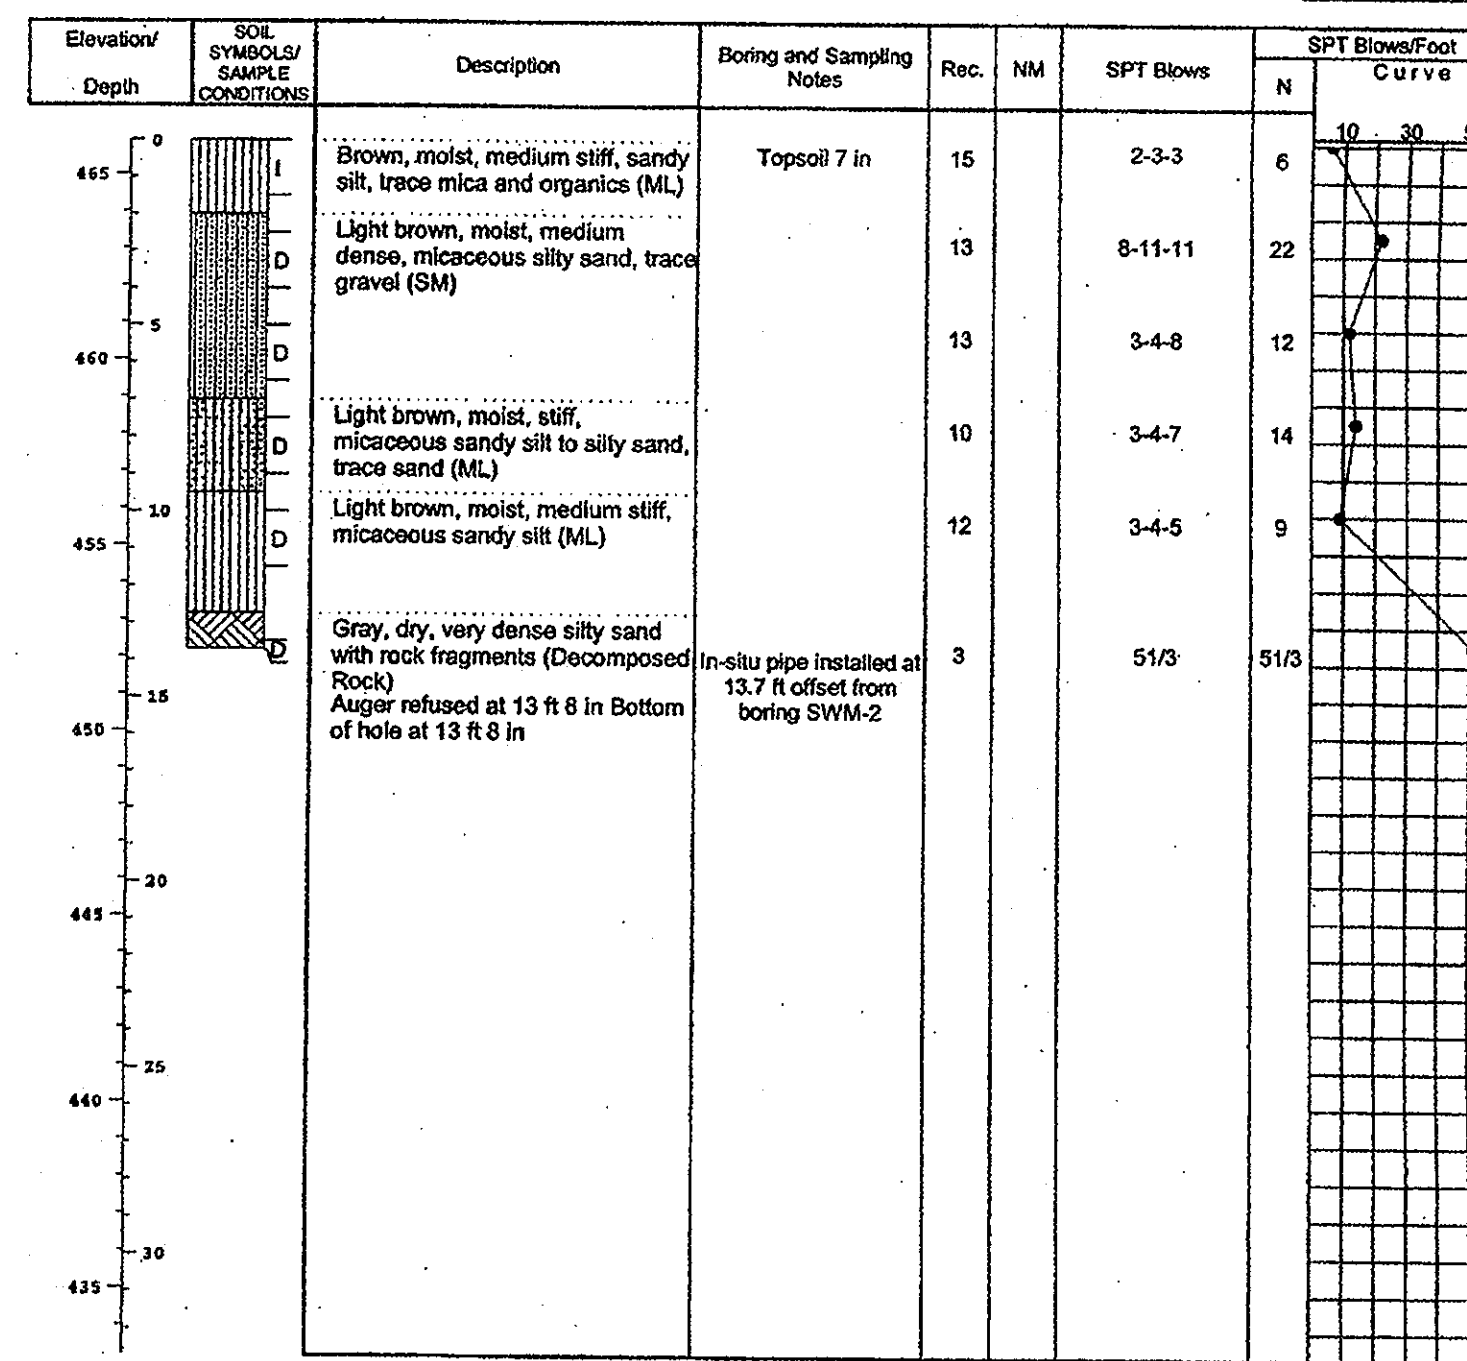 Elevation/
Depth
SOIL
SYMBOLS/
SAMPLE
CONDITIONS
Description
Boring and Sampling
Notes
Rec.
NM
SPT Blows
SPT Blows/Foot
N
Curve
10 30
0
465
I
Brown, moist, medium stiff, sandy
silt, trace mica and organics (ML)
Topsoil 7 in
15
2-3-3
6
D
Light brown, moist, medium
dense, micaceous silty sand, trace
gravel (SM)
13
8-11-11
22
5
460
D
13
3-4-8
12
D
Light brown, moist, stiff,
micaceous sandy silt to silty sand,
trace sand (ML)
10
3-4-7
14
10
455
D
Light brown, moist, medium stiff,
micaceous sandy silt (ML)
12
3-4-5
9
D
Gray, dry, very dense silty sand
with rock fragments (Decomposed
Rock)
Auger refused at 13 ft 8 in Bottom
of hole at 13 ft 8 in
In-situ pipe installed at
13.7 ft offset from
boring SWM-2
3
51/3
51/3
15
450
20
445
25
440
30
435